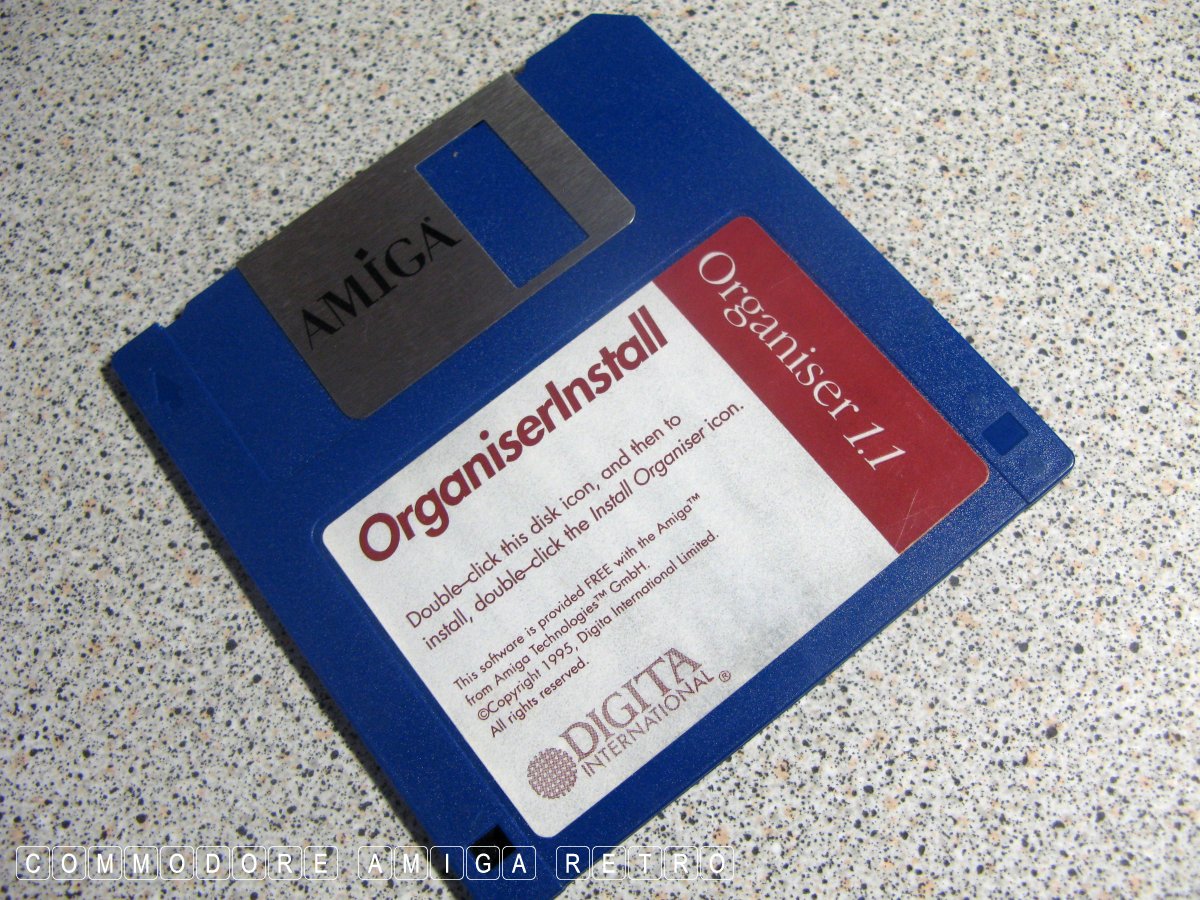 AMiGA
Organiser 1.1
OrganiserInstall
Double-click this disk icon, and then to
install, double-click the Install Organiser icon.
This software is provided FREE with the Amiga™
from Amiga Technologies™ GmbH.
©Copyright 1995, Digita International Limited.
All rights reserved.
DIGITA
INTERNATIONAL®
COMMODORE AMIGA RETRO